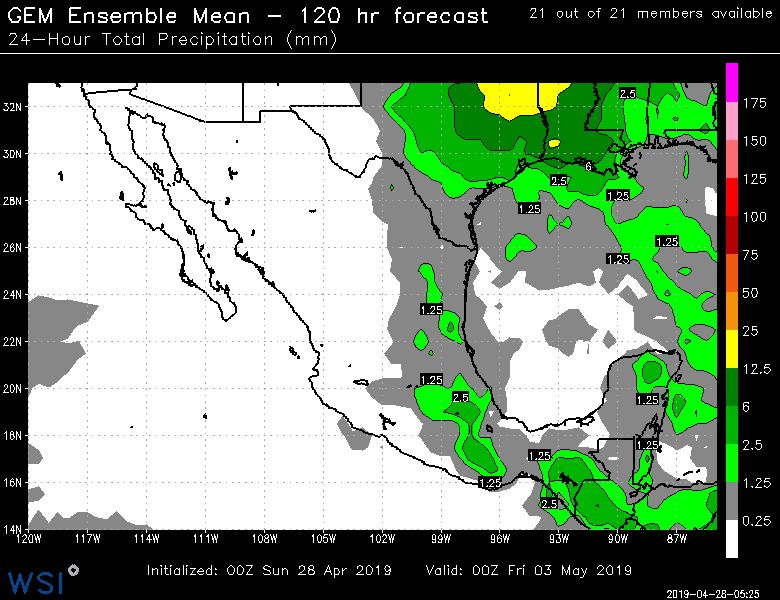 GEM Ensemble Mean – 120 hr forecast
21 out of 21 members available
24-Hour Total Precipitation (mm)
32N
30N
28N
26N
24N
22N
20N
18N
16N
14N
120W 117W 114W 111W 108W 105W 102W 99W 96W 93W 90W 87W
2.5
6
2.5
1.25
1.25
1.25
1.25
1.25
1.25
2.5
1.25
1.25
1.25
1.25
2.5
175
150
125
100
75
50
25
12.5
6
2.5
1.25
0.25
Initialized: 00Z Sun 28 Apr 2019 Valid: 00Z Fri 03 May 2019
WSI
2019-04-28-05:25